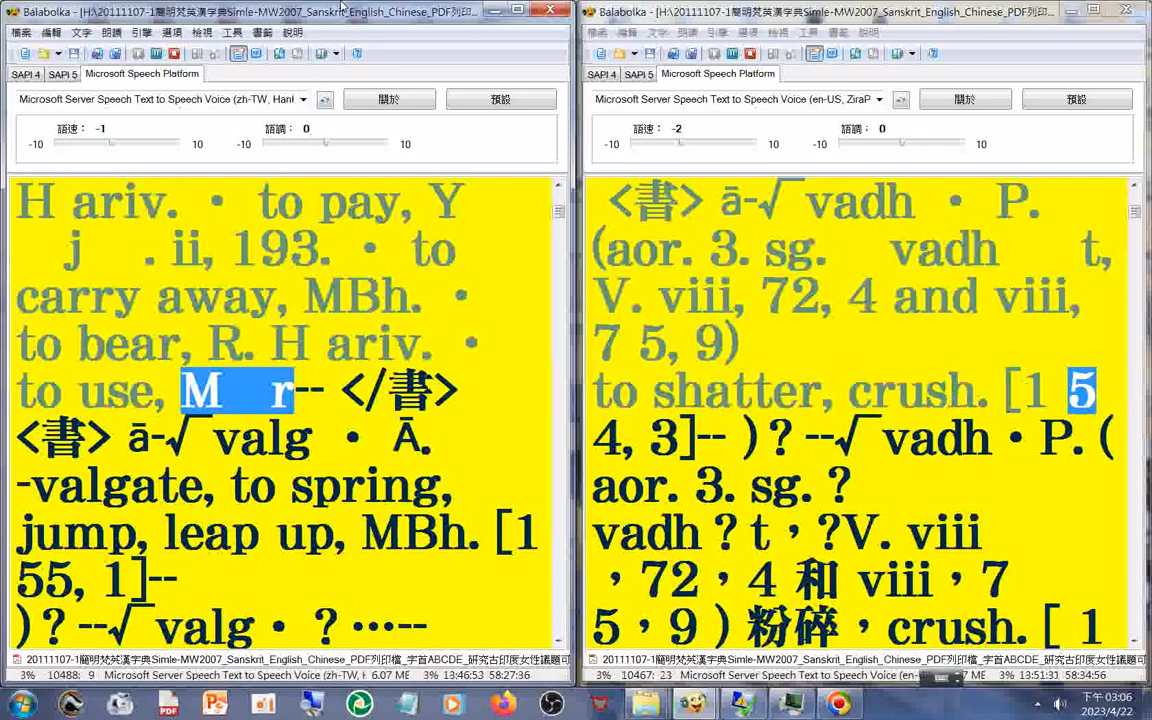 Balabolka - [H:\20111107-1簡明梵英漢字典Simle-MW2007_Sanskrit_English_Chinese_PDF列印...
檔案 編輯 文字 朗讀 引擎 選項 檢視 工具 書籤 說明
SAPI 4 SAPI 5 Microsoft Speech Platform
Microsoft Server Speech Text to Speech Voice (zh-TW, Hanl
關於 預設
語速： -1 語調： 0
-10 10 -10 10
H ariv. • to pay, Y
j . ii, 193. • to
carry away, MBh. •
to bear, R. H ariv. •
to use, M r-- </書>
<書> ā-√ valg • Ā.
-valgate, to spring,
jump, leap up, MBh. [1
55, 1]--
)？--√ valg • ？…--
20111107-1簡明梵英漢字典Simle-MW2007_Sanskrit_English_Chinese_PDF列印檔_字首ABCDE_研究古印度女性議題可
3% 10488: 9 Microsoft Server Speech Text to Speech Voice (zh-TW, H 6.07 ME 3% 13:46:53 58:27:36
Balabolka - [H:\20111107-1簡明梵英漢字典Simle-MW2007_Sanskrit_English_Chinese_PDF列印...
檔案 編輯 文字 朗讀 引擎 選項 檢視 工具 書籤 說明
SAPI 4 SAPI 5 Microsoft Speech Platform
Microsoft Server Speech Text to Speech Voice (en-US, ZiraP
關於 預設
語速： -2 語調： 0
-10 10 -10 10
<書> ā-√ vadh • P.
(aor. 3. sg. vadh t,
V. viii, 72, 4 and viii,
7 5, 9)
to shatter, crush. [1 5
4, 3]-- )？--√ vadh • P. (
aor. 3. sg. ？
vadh？t，?V. viii
，72，4 和 viii，7
5，9 ) 粉碎，crush. [ 1
20111107-1簡明梵英漢字典Simle-MW2007_Sanskrit_English_Chinese_PDF列印檔_字首ABCDE_研究古印度女性議題可
3% 10467: 23 Microsoft Server Speech Text to Speech Voice 3% 13:51:31 58:34:56
下午 03:06
2023/4/22